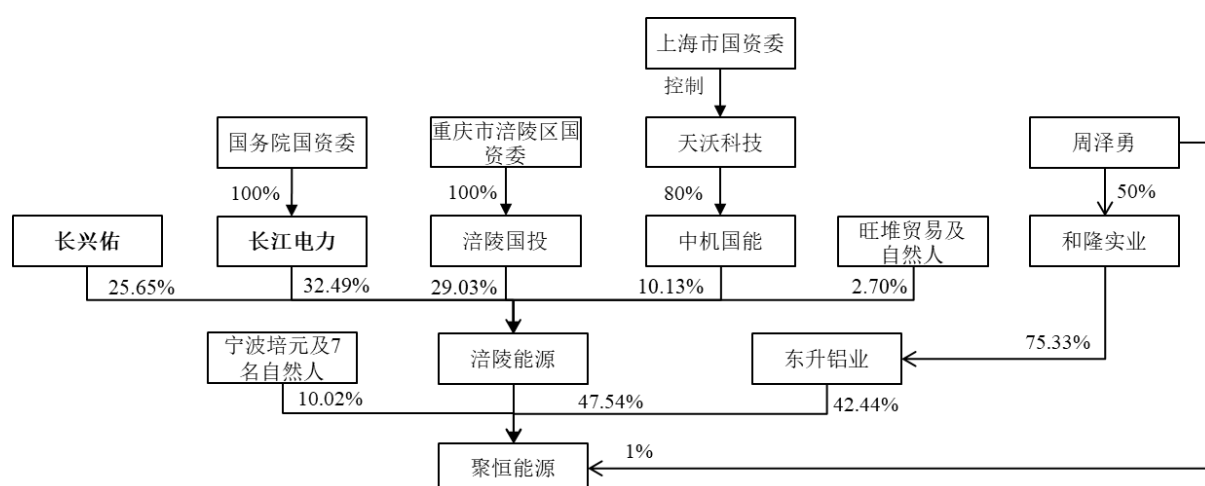 上海市国资委
控制
国务院国资委
重庆市涪陵区国
资委
天沃科技
周泽勇
100%
100%
80%
50%
长兴佑
长江电力
涪陵国投
中机国能
旺堆贸易及
自然人
和隆实业
25.65%
32.49%
29.03%
10.13%
2.70%
宁波培元及7
名自然人
涪陵能源
东升铝业
75.33%
10.02%
47.54%
42.44%
聚恒能源
1%